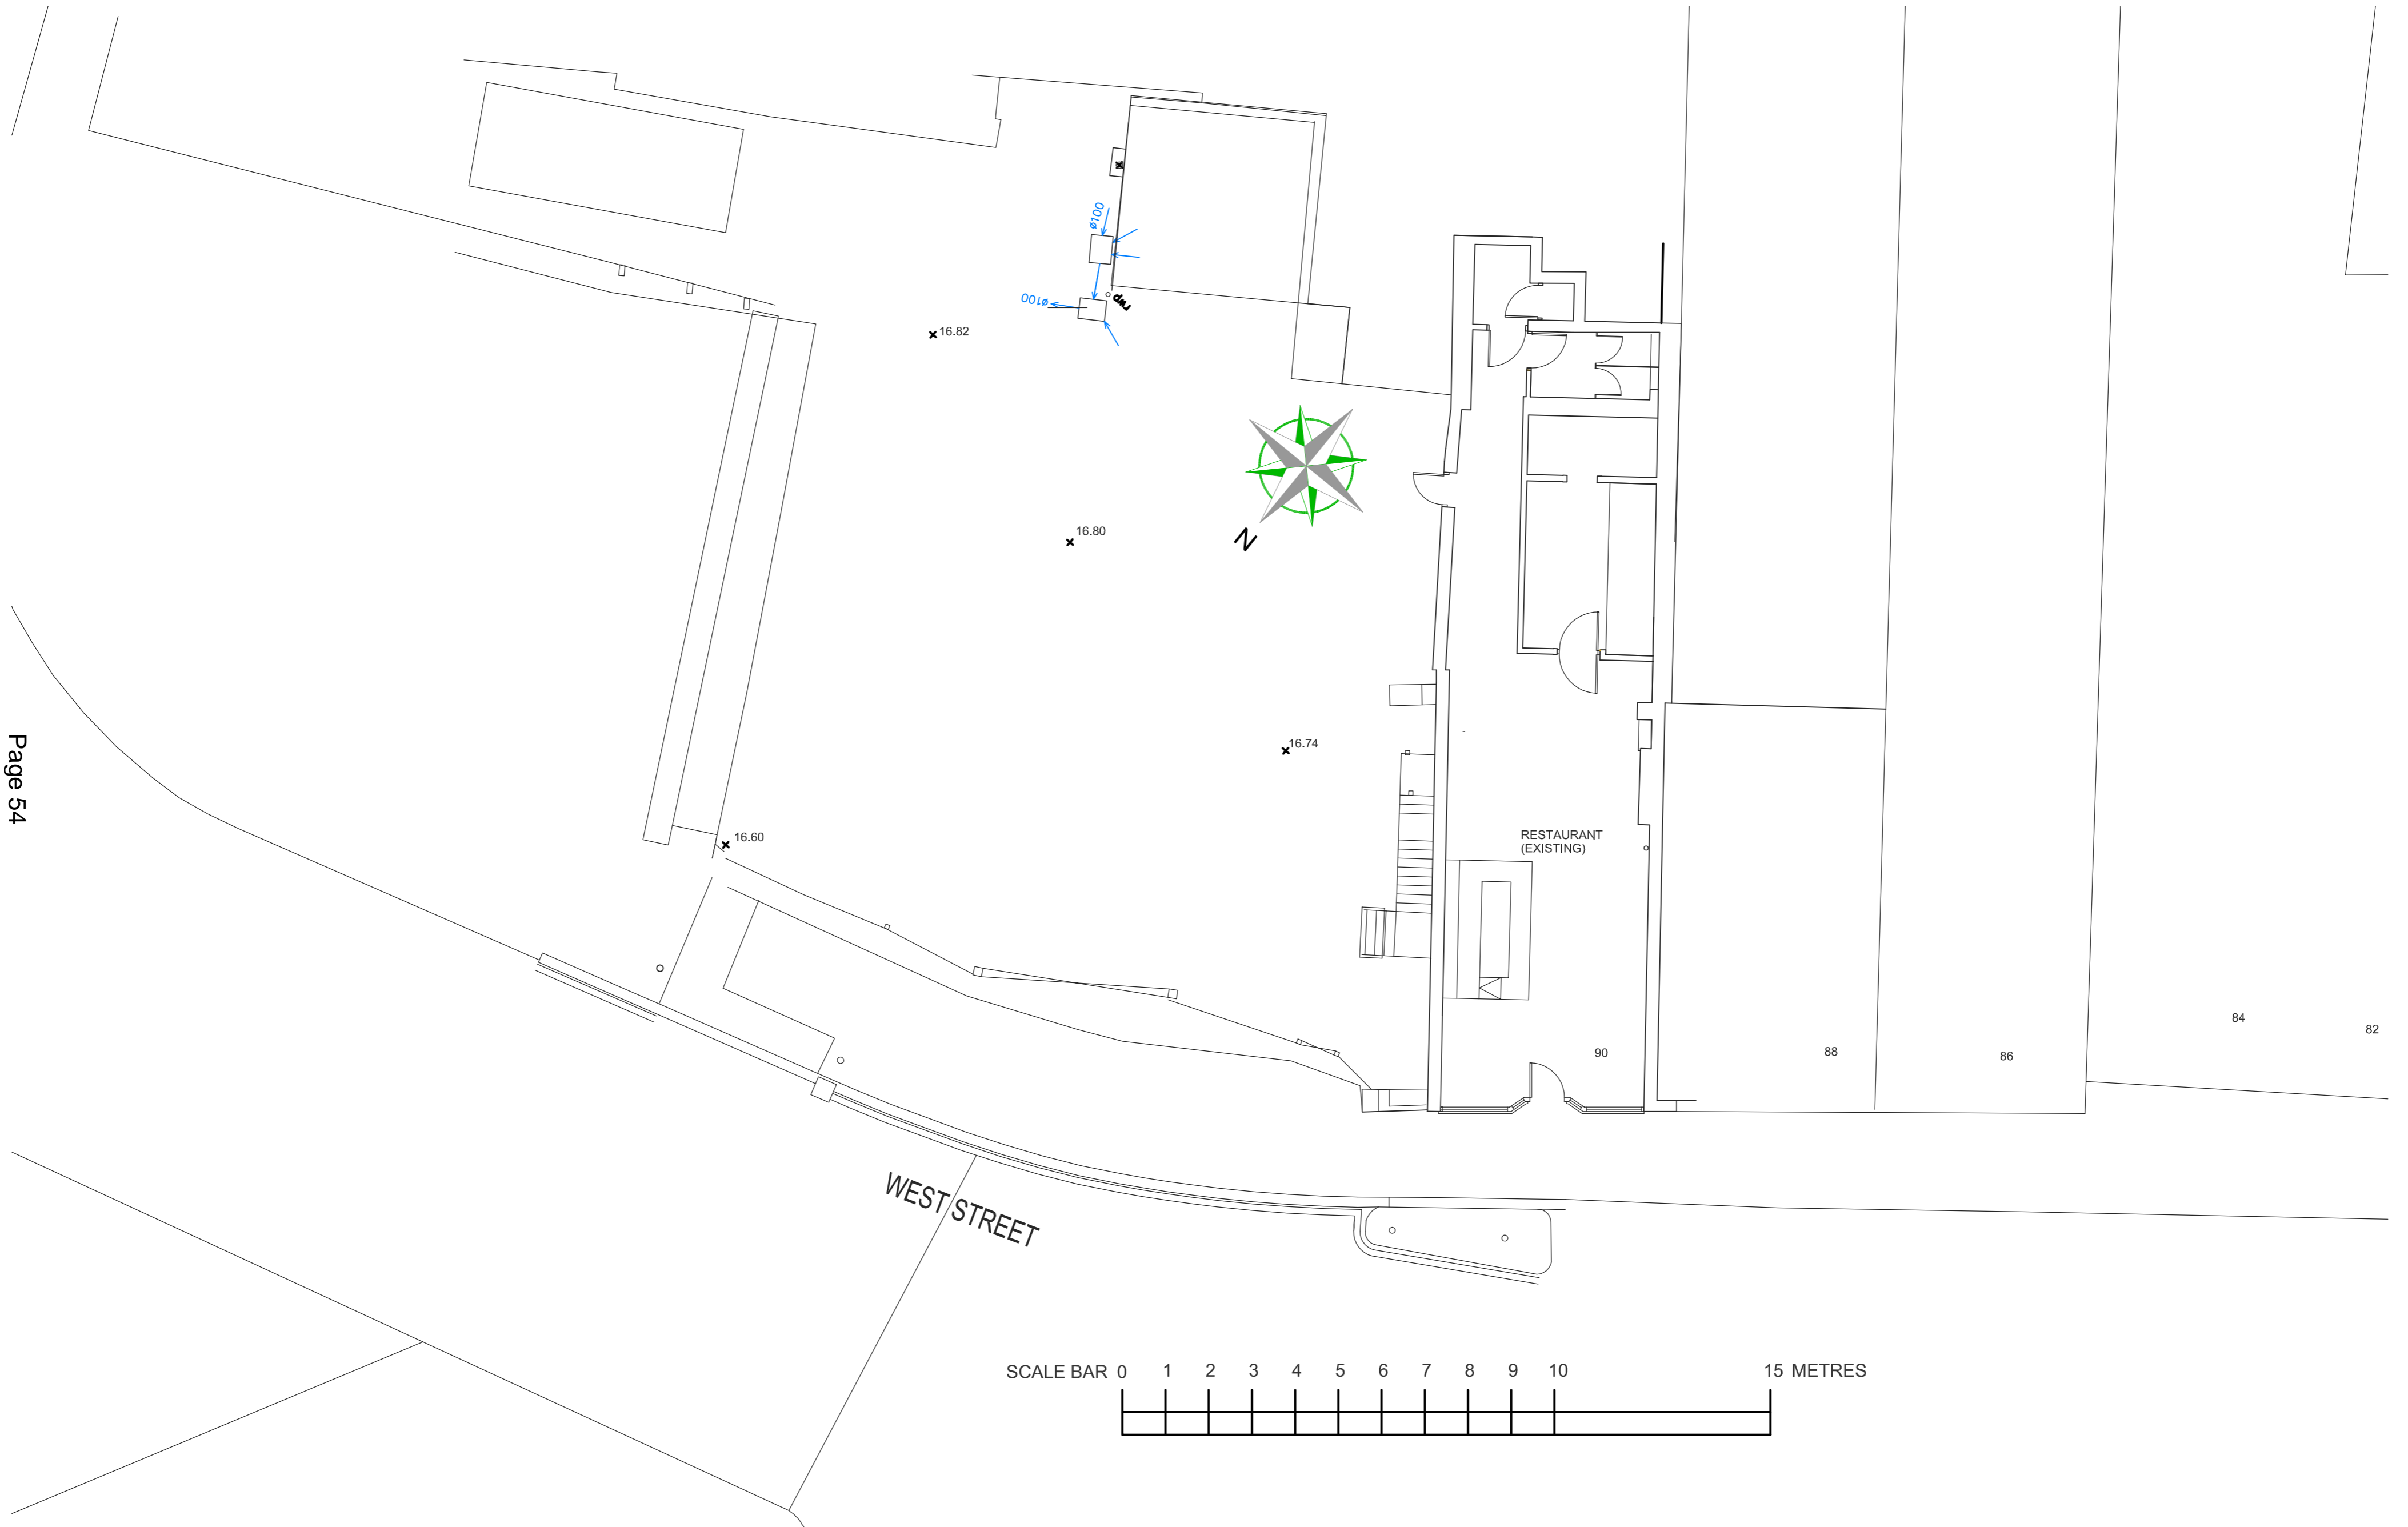 ø100
ø100
rwp
16.82
N
16.80
16.74
Page 54
16.60
RESTAURANT
(EXISTING)
84
82
90
88
86
WEST STREET
SCALE BAR 0 1 2 3 4 5 6 7 8 9 10 15 METRES